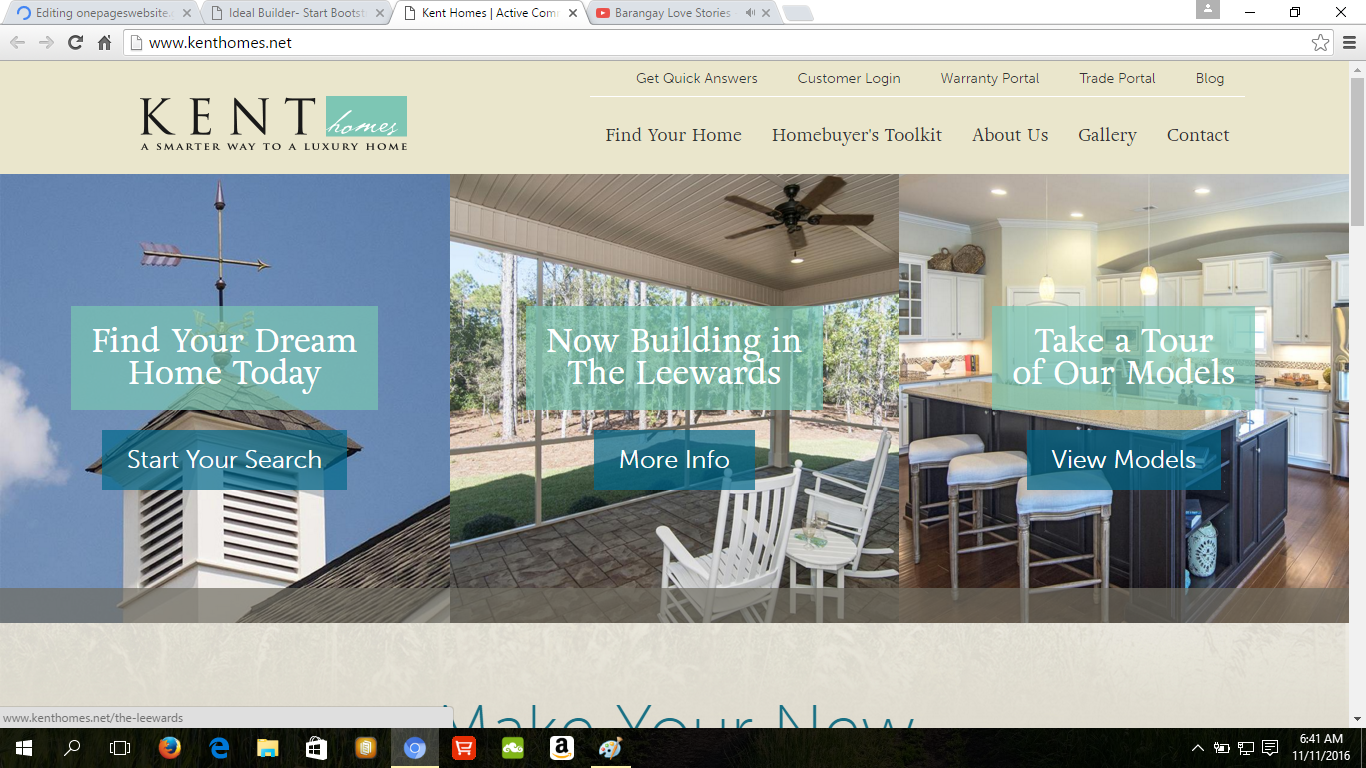 Editing onepageswebsite.
Ideal Builder- Start Bootst
Kent Homes | Active Com
Barangay Love Stories
www.kenthomes.net
Get Quick Answers
Customer Login
Warranty Portal
Trade Portal
Blog
KENT homes
A SMARTER WAY TO A LUXURY HOME
Find Your Home
Homebuyer's Toolkit
About Us
Gallery
Contact
Find Your Dream
Home Today
Start Your Search
Now Building in
The Leewards
More Info
Take a Tour
of Our Models
View Models
Make Your New
www.kenthomes.net/the-leewards
6:41 AM
11/11/2016